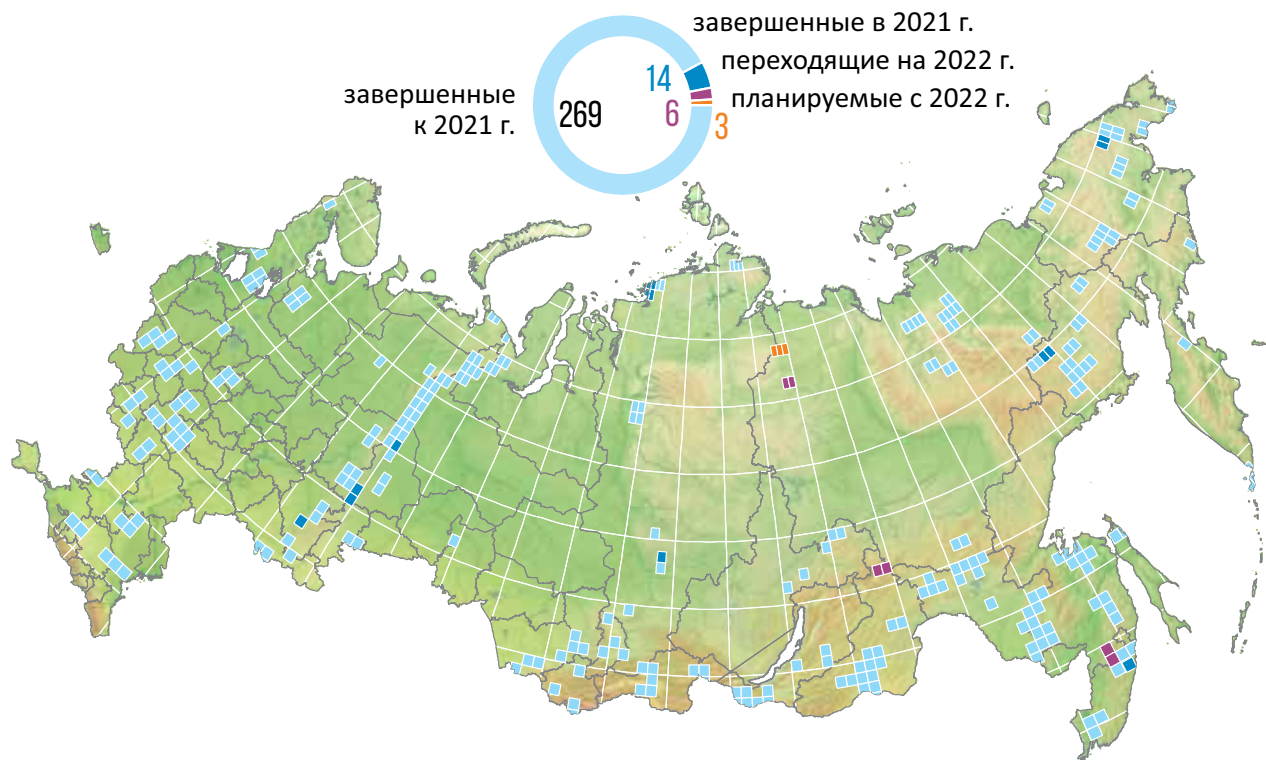 завершенные в 2021 г.
переходящие на 2022 г.
планируемые с 2022 г.
завершенные
к 2021 г.
269
14
6
3